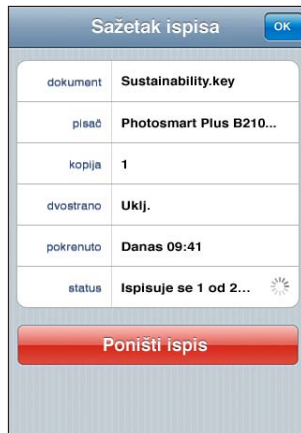 Sažetak ispisa
OK
dokument Sustainability.key
pisač Photosmart Plus B210...
kopija 1
dvostrano Uklj.
pokrenuto Danas 09:41
status Ispisuje se 1 od 2...
Poništi ispis